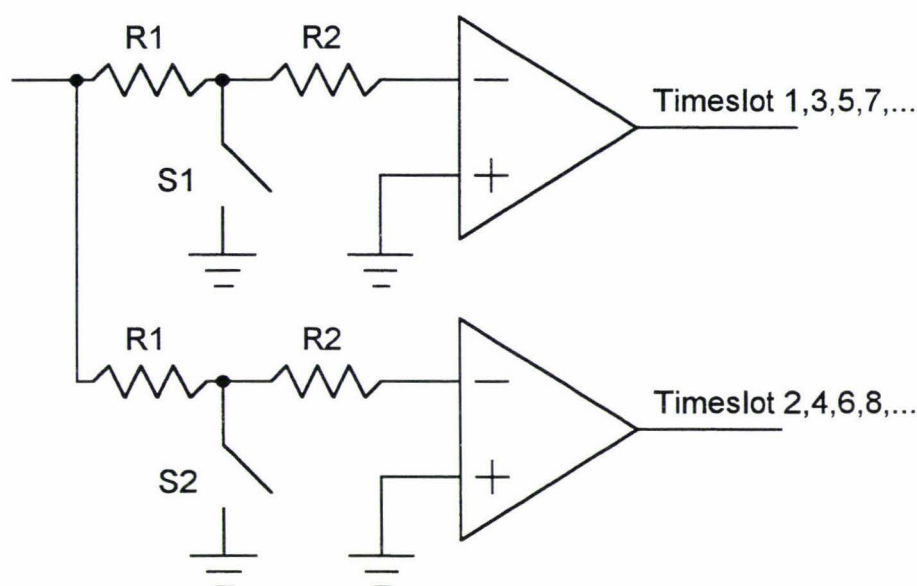 R1
R2
Timeslot 1,3,5,7,...
S1
R1
R2
Timeslot 2,4,6,8,...
S2